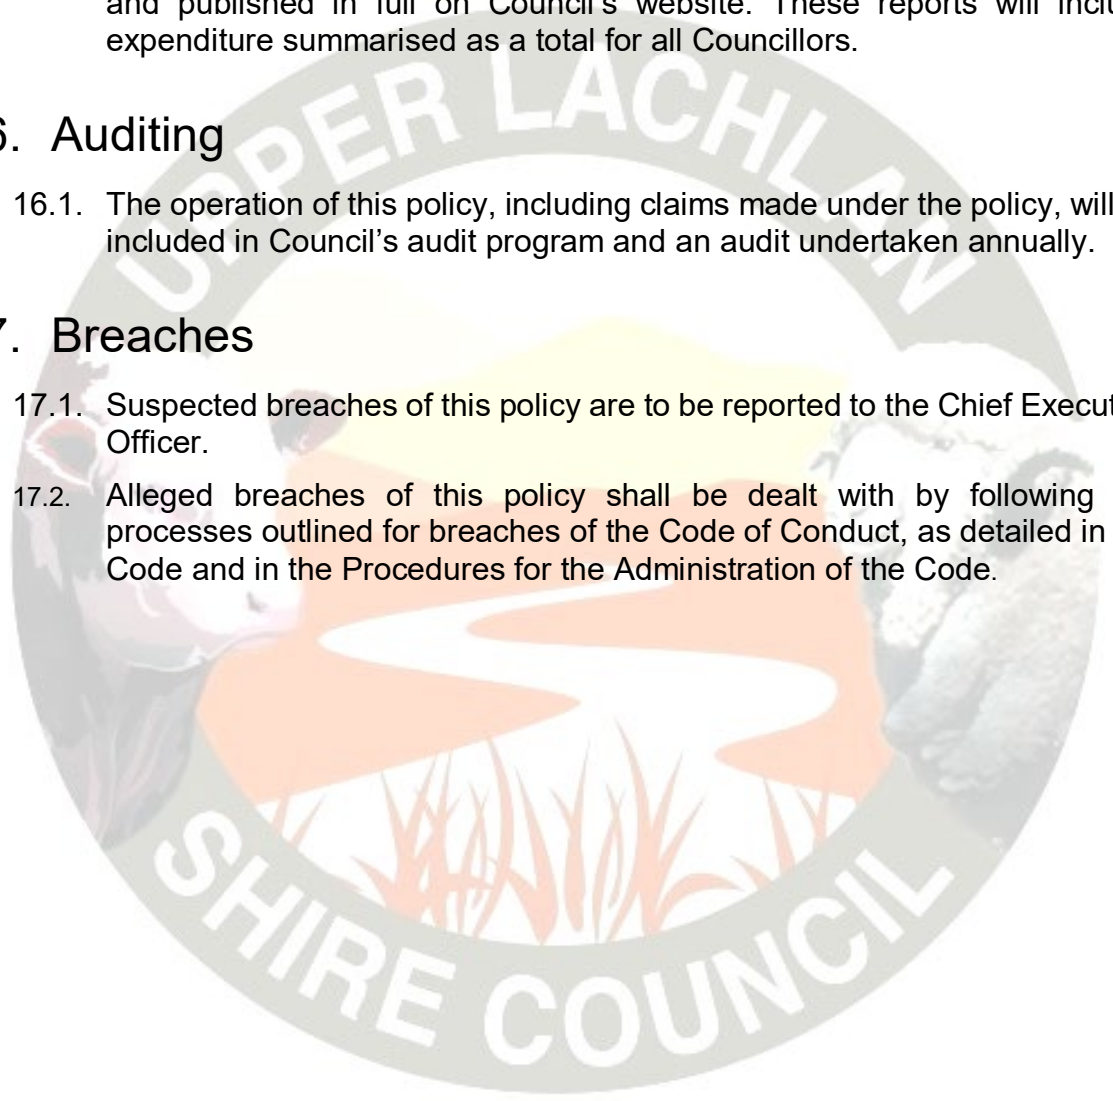 and published in full on Council's website. These reports will inclu
expenditure summarised as a total for all Councillors.
6. Auditing
16.1. The operation of this policy, including claims made under the policy, will
included in Council's audit program and an audit undertaken annually.
7. Breaches
17.1. Suspected breaches of this policy are to be reported to the Chief Execut
Officer.
17.2. Alleged breaches of this policy shall be dealt with by following
processes outlined for breaches of the Code of Conduct, as detailed in
Code and in the Procedures for the Administration of the Code.
UPPER LACHLAN
SHIRE COUNCIL